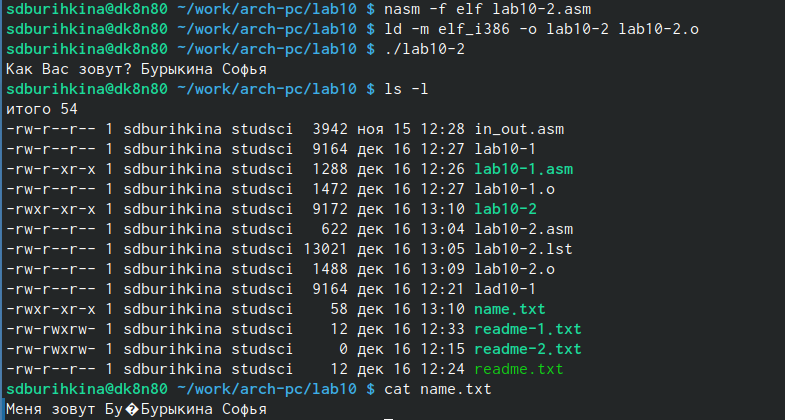 sdburihkina@dk8n80 ~/work/arch-pc/lab10 $ nasm -f elf lab10-2.asm
sdburihkina@dk8n80 ~/work/arch-pc/lab10 $ ld -m elf_i386 -o lab10-2 lab10-2.o
sdburihkina@dk8n80 ~/work/arch-pc/lab10 $ ./lab10-2
Как Вас зовут? Бурыкина Софья
sdburihkina@dk8n80 ~/work/arch-pc/lab10 $ ls -l
итого 54
-rw-r--r-- 1 sdburihkina studsci  3942 ноя 15 12:28 in_out.asm
-rw-r--r-- 1 sdburihkina studsci  9164 дек 16 12:27 lab10-1
-rw-r-xr-x 1 sdburihkina studsci  1288 дек 16 12:26 lab10-1.asm
-rw-r--r-- 1 sdburihkina studsci  1472 дек 16 12:27 lab10-1.o
-rwxr-xr-x 1 sdburihkina studsci  9172 дек 16 13:10 lab10-2
-rw-r--r-- 1 sdburihkina studsci   622 дек 16 13:04 lab10-2.asm
-rw-r--r-- 1 sdburihkina studsci 13021 дек 16 13:05 lab10-2.lst
-rw-r--r-- 1 sdburihkina studsci  1488 дек 16 13:09 lab10-2.o
-rw-r--r-- 1 sdburihkina studsci  9164 дек 16 12:21 lad10-1
-rwxr-xr-x 1 sdburihkina studsci    58 дек 16 13:10 name.txt
-rw-rwxrw- 1 sdburihkina studsci    12 дек 16 12:33 readme-1.txt
-rw-rwxrw- 1 sdburihkina studsci     0 дек 16 12:15 readme-2.txt
-rw-r--r-- 1 sdburihkina studsci    12 дек 16 12:24 readme.txt
sdburihkina@dk8n80 ~/work/arch-pc/lab10 $ cat name.txt
Меня зовут Бу�Бурыкина Софья